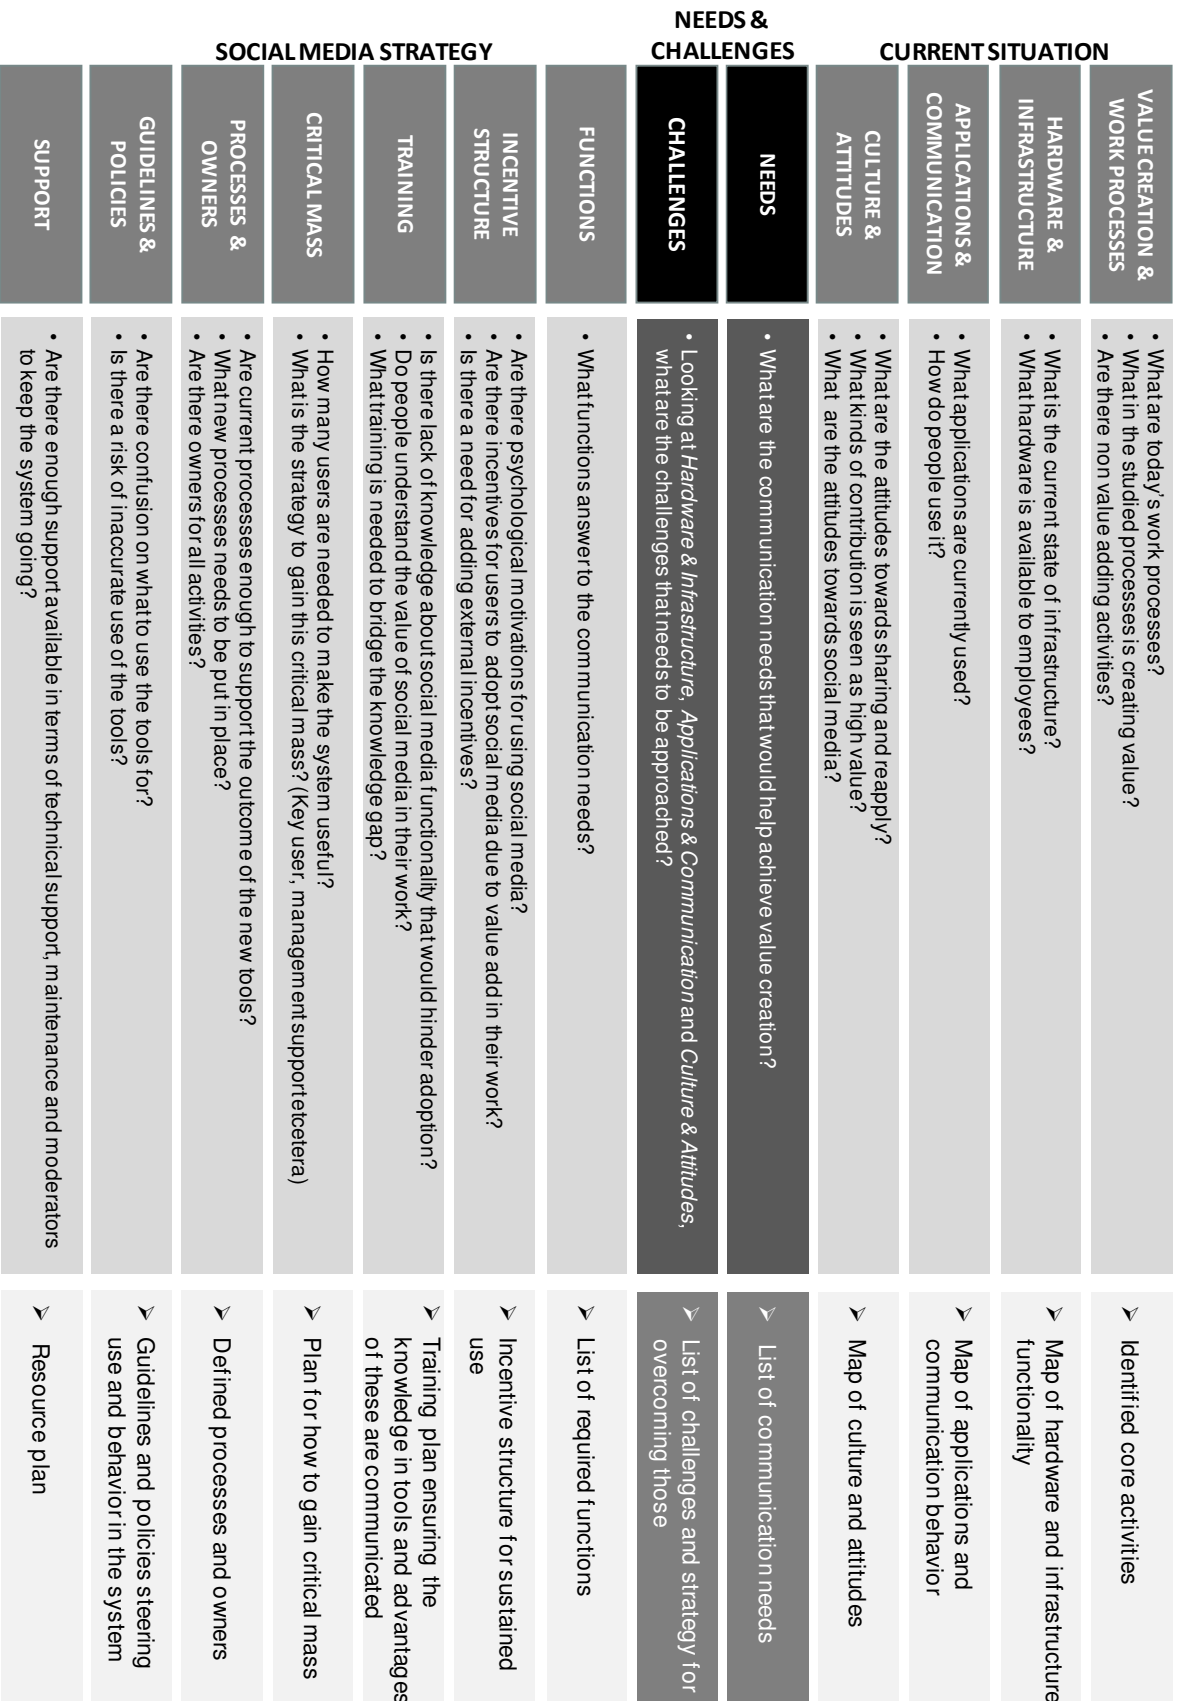 CURRENT SITUATION
VALUE CREATION &
WORK PROCESSES
• What are today's work processes?
• What in the studied processes is creating value?
• Are there non value adding activities?
➢ Identified core activities
HARDWARE &
INFRASTRUCTURE
• What is the current state of infrastructure?
• What hardware is available to employees?
➢ Map of hardware and infrastructure
functionality
APPLICATIONS &
COMMUNICATION
• What applications are currently used?
• How do people use it?
➢ Map of applications and
communication behavior
CULTURE &
ATTITUDES
• What are the attitudes towards sharing and reapply?
• What kinds of contribution is seen as high value?
• What are the attitudes towards social media?
➢ Map of culture and attitudes
NEEDS &
CHALLENGES
NEEDS
• What are the communication needs that would help achieve value creation?
➢ List of communication needs
CHALLENGES
• Looking at Hardware & Infrastructure, Applications & Communication and Culture & Attitudes,
what are the challenges that needs to be approached?
➢ List of challenges and strategy for
overcoming those
SOCIAL MEDIA STRATEGY
FUNCTIONS
• What functions answer to the communication needs?
➢ List of required functions
INCENTIVE
STRUCTURE
• Are there psychological motivations for using social media?
• Are there incentives for users to adopt social media due to value add in their work?
• Is there a need for adding external incentives?
➢ Incentive structure for sustained
use
TRAINING
• Is there lack of knowledge about social media functionality that would hinder adoption?
• Do people understand the value of social media in their work?
• What training is needed to bridge the knowledge gap?
➢ Training plan ensuring the
knowledge in tools and advantages
of these are communicated
CRITICAL MASS
• How many users are needed to make the system useful?
• What is the strategy to gain this critical mass? (Key user, management support etcetera)
➢ Plan for how to gain critical mass
PROCESSES &
OWNERS
• Are current processes enough to support the outcome of the new tools?
• What new processes needs to be put in place?
• Are there owners for all activities?
➢ Defined processes and owners
GUIDELINES &
POLICIES
• Are there confusion on what to use the tools for?
• Is there a risk of inaccurate use of the tools?
➢ Guidelines and policies steering
use and behavior in the system
SUPPORT
• Are there enough support available in terms of technical support, maintenance and moderators
to keep the system going?
➢ Resource plan